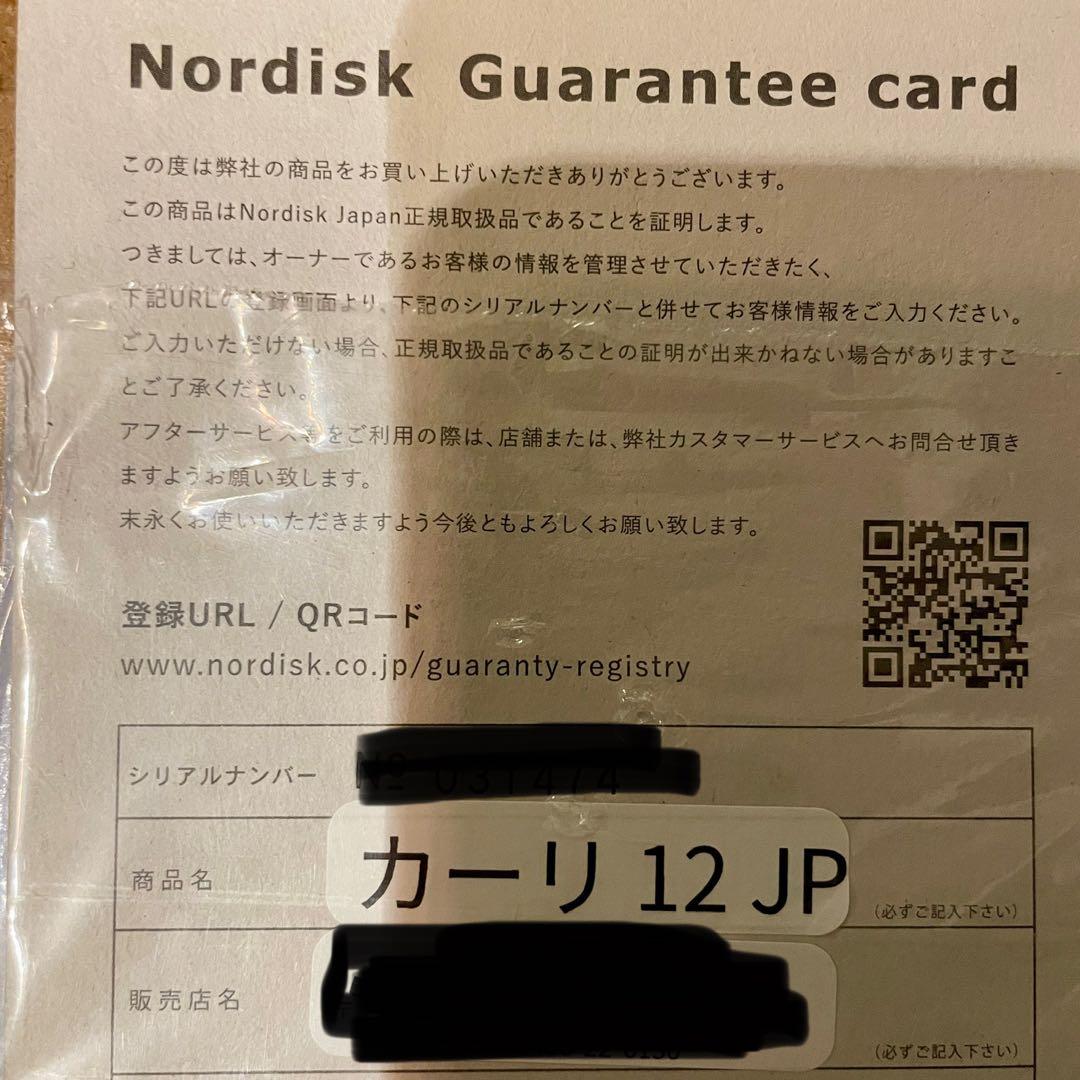 Nordisk Guarantee card
この度は弊社の商品をお買い上げいただきありがとうございます。
この商品はNordisk Japan正規取扱品であることを証明します。
つきましては、オーナーであるお客様の情報を管理させていただきたく、
下記URLの登録画面より、下記のシリアルナンバーと併せてお客様情報をご入力ください。
ご入力いただけない場合、正規取扱品であることの証明が出来かねない場合がありますこ
とご了承ください。
アフターサービス等をご利用の際は、店舗または、弊社カスタマーサービスへお問合せ頂き
ますようお願い致します。
末永くお使いいただきますよう今後ともよろしくお願い致します。
登録URL / QRコード
www.nordisk.co.jp/guaranty-registry
シリアルナンバー
商品名 カーリ 12 JP (必ずご記入下さい)
販売店名 (必ずご記入下さい)